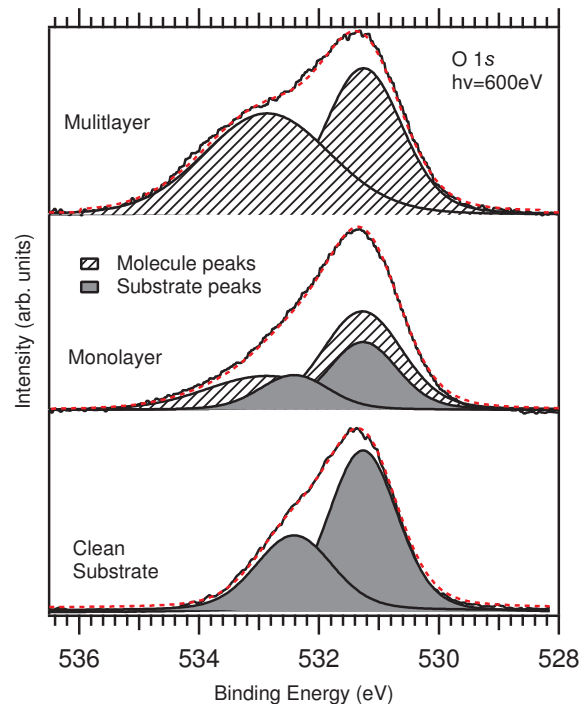 O 1s
hν=600eV
Mulitlayer
Molecule peaks
Substrate peaks
Monolayer
Clean
Substrate
Intensity (arb. units)
536 534 532 530 528
Binding Energy (eV)